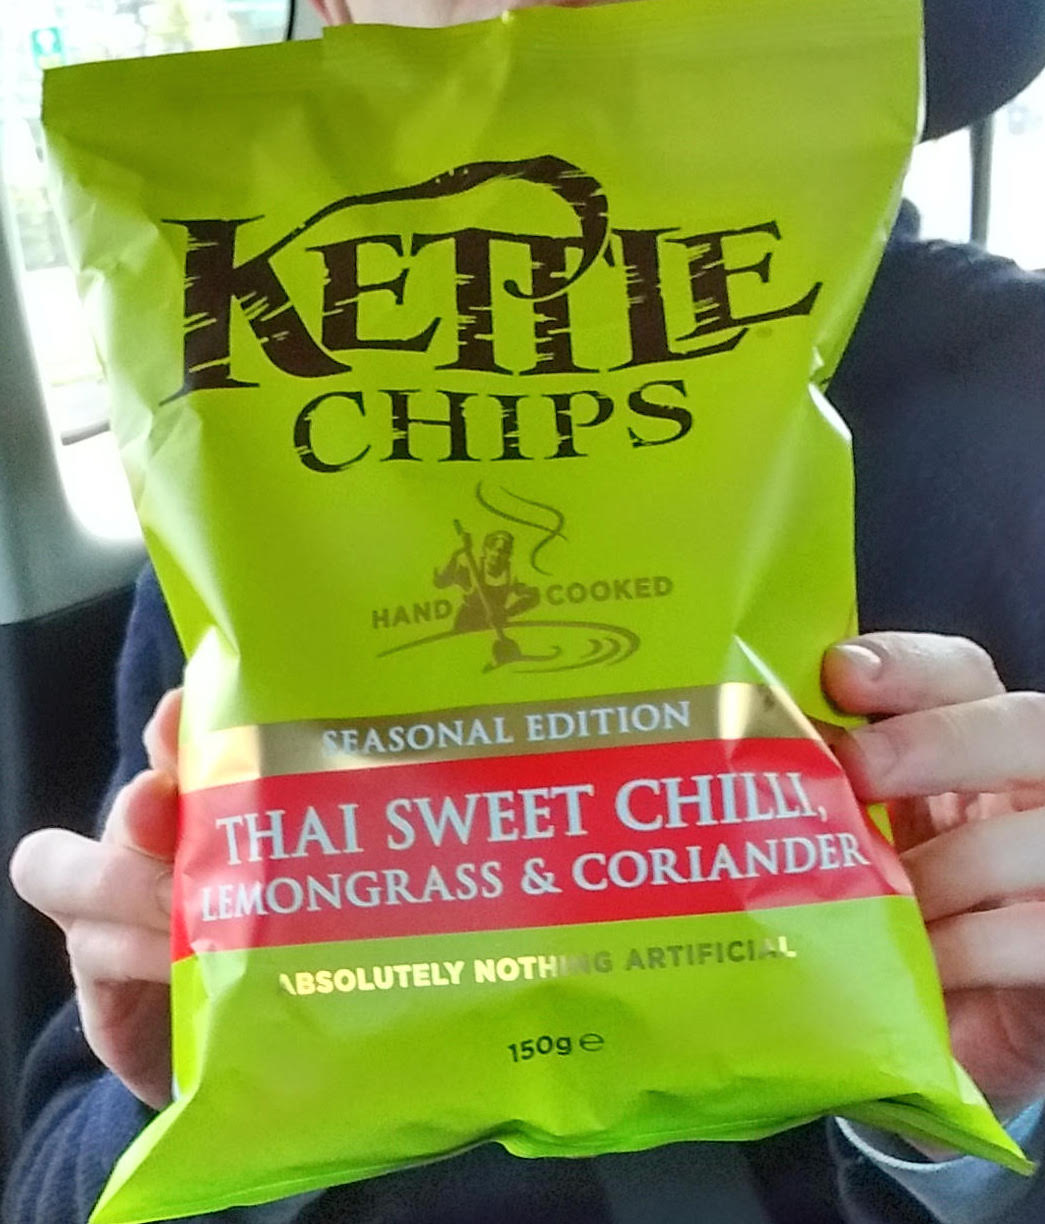 KETTLE
CHIPS
HAND COOKED
SEASONAL EDITION
THAI SWEET CHILLI,
LEMONGRASS & CORIANDER
ABSOLUTELY NOTHING ARTIFICIAL
150g ℮